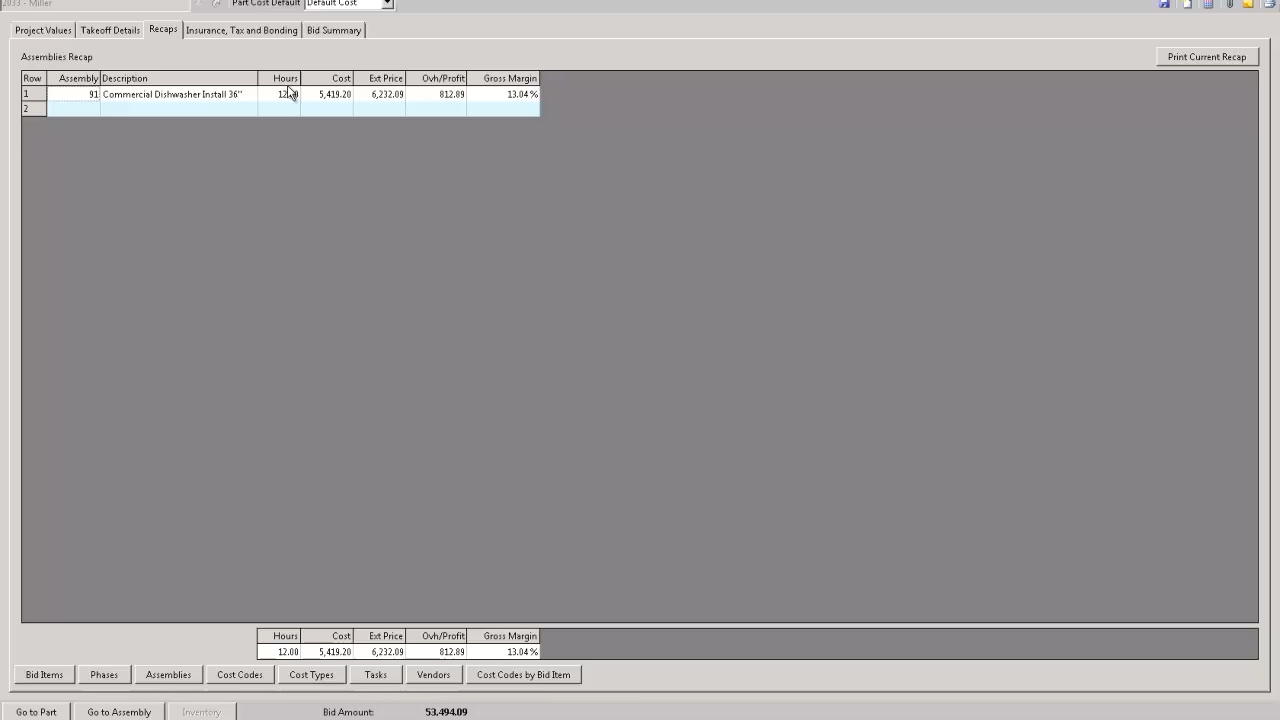 2033 - Miller Part Cost Default Default Cost
Project Values Takeoff Details Recaps Insurance, Tax and Bonding Bid Summary
Assemblies Recap Print Current Recap
Row Assembly Description Hours Cost Ext Price Ovh/Profit Gross Margin
1 91 Commercial Dishwasher Install 36" 5,419.20 6,232.09 812.89 13.04 %
2
Hours Cost Ext Price Ovh/Profit Gross Margin
12.00 5,419.20 6,232.09 812.89 13.04 %
Bid Items Phases Assemblies Cost Codes Cost Types Tasks Vendors Cost Codes by Bid Item
Go to Part Go to Assembly Inventory Bid Amount: 53,494.09